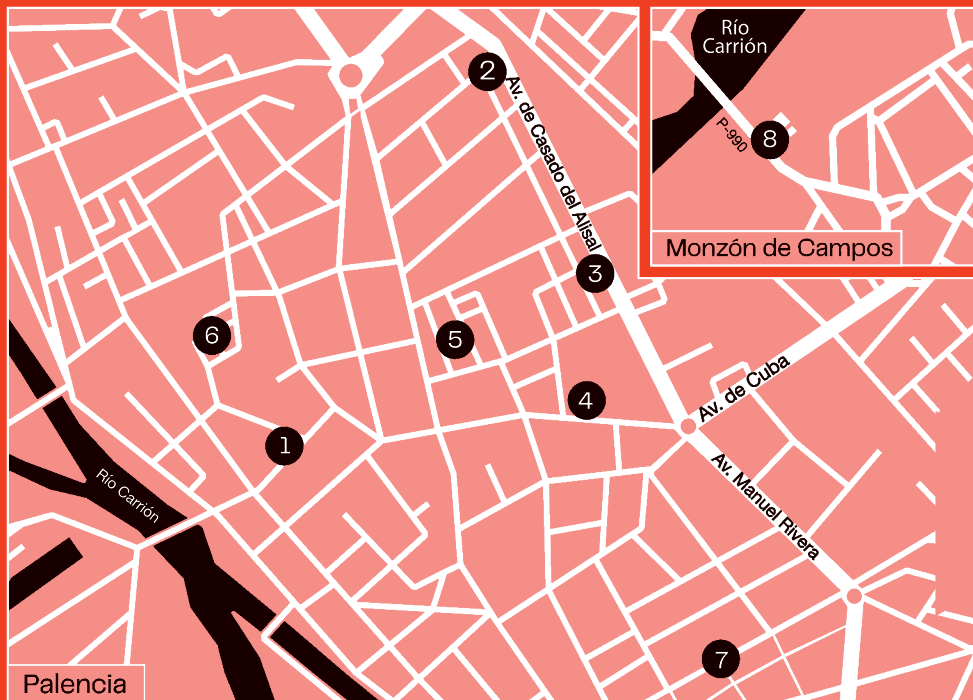 Río
Carrión
P-990
8
Monzón de Campos
2
Av. de Casado del Alisal
3
6
5
4
Av. de Cuba
1
Av. Manuel Rivera
Río Carrión
7
Palencia